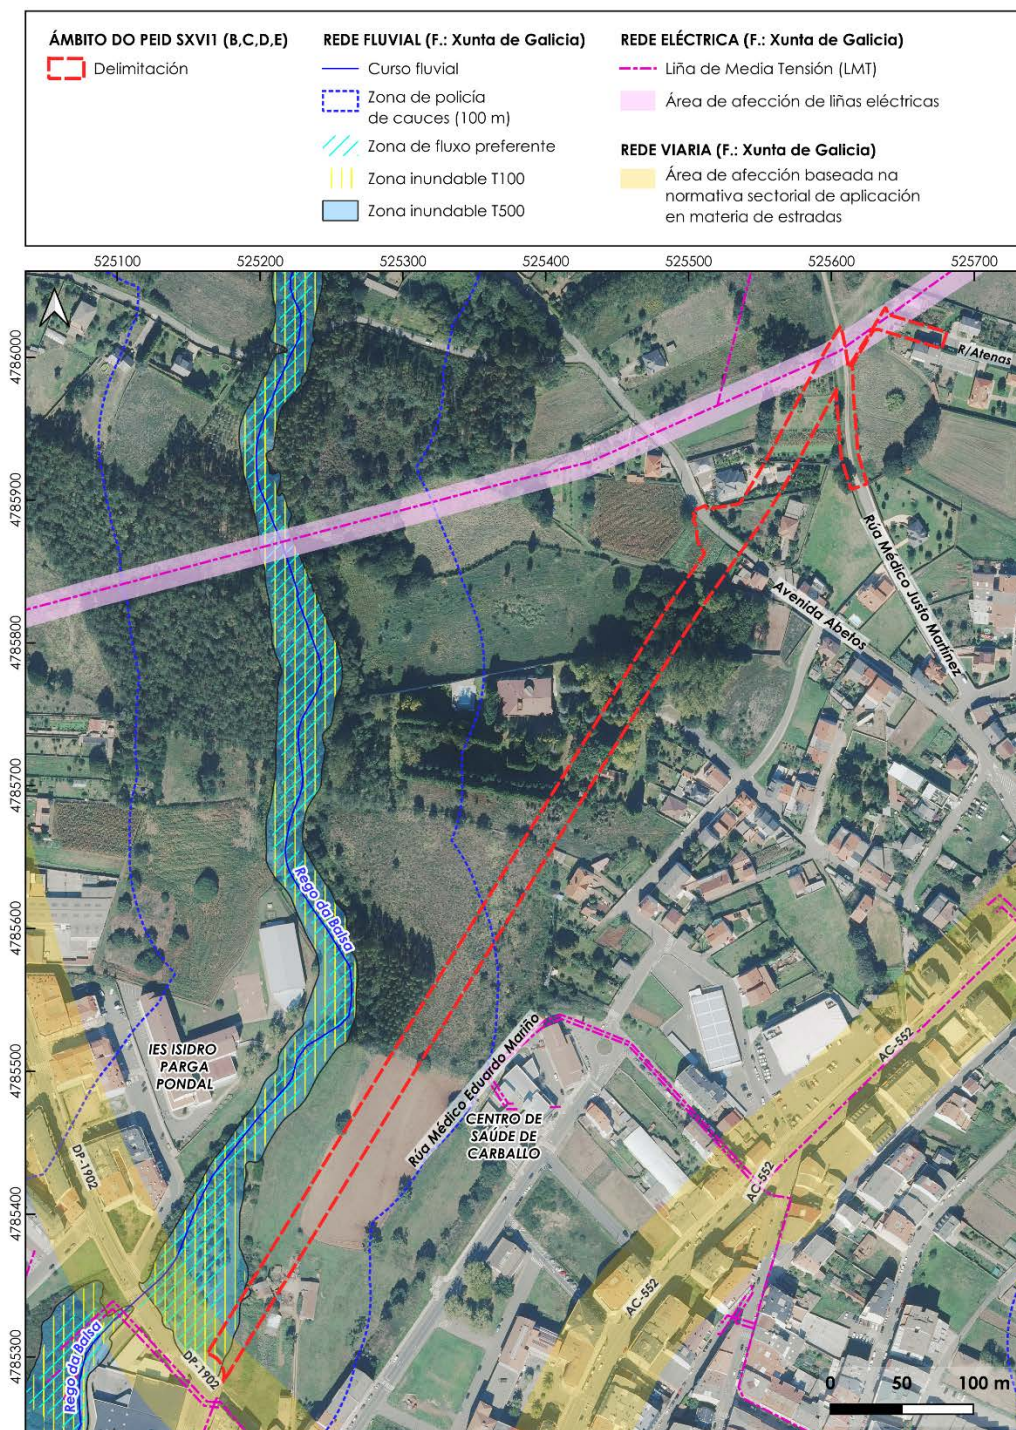 ÁMBITO DO PEID SXVI1 (B,C,D,E)
Delimitación
REDE FLUVIAL (F.: Xunta de Galicia)
Curso fluvial
Zona de policía
de cauces (100 m)
Zona de fluxo preferente
Zona inundable T100
Zona inundable T500
REDE ELÉCTRICA (F.: Xunta de Galicia)
Liña de Media Tensión (LMT)
Área de afección de liñas eléctricas
REDE VIARIA (F.: Xunta de Galicia)
Área de afección baseada na
normativa sectorial de aplicación
en materia de estradas
525100
525200
525300
525400
525500
525600
525700
4786000
4785900
4785800
4785700
4785600
4785500
4785400
4785300
R/Atenas
Rúa Médico Justo Martínez
Avenida Abetos
Rego da Balsa
IES ISIDRO
PARGA
PONDAL
Rúa Médico Eduardo Mariño
CENTRO DE
SAÚDE DE
CARBALLO
AC-552
AC-552
AC-552
DP-1902
DP-1902
Rego da Balsa
0 50 100 m